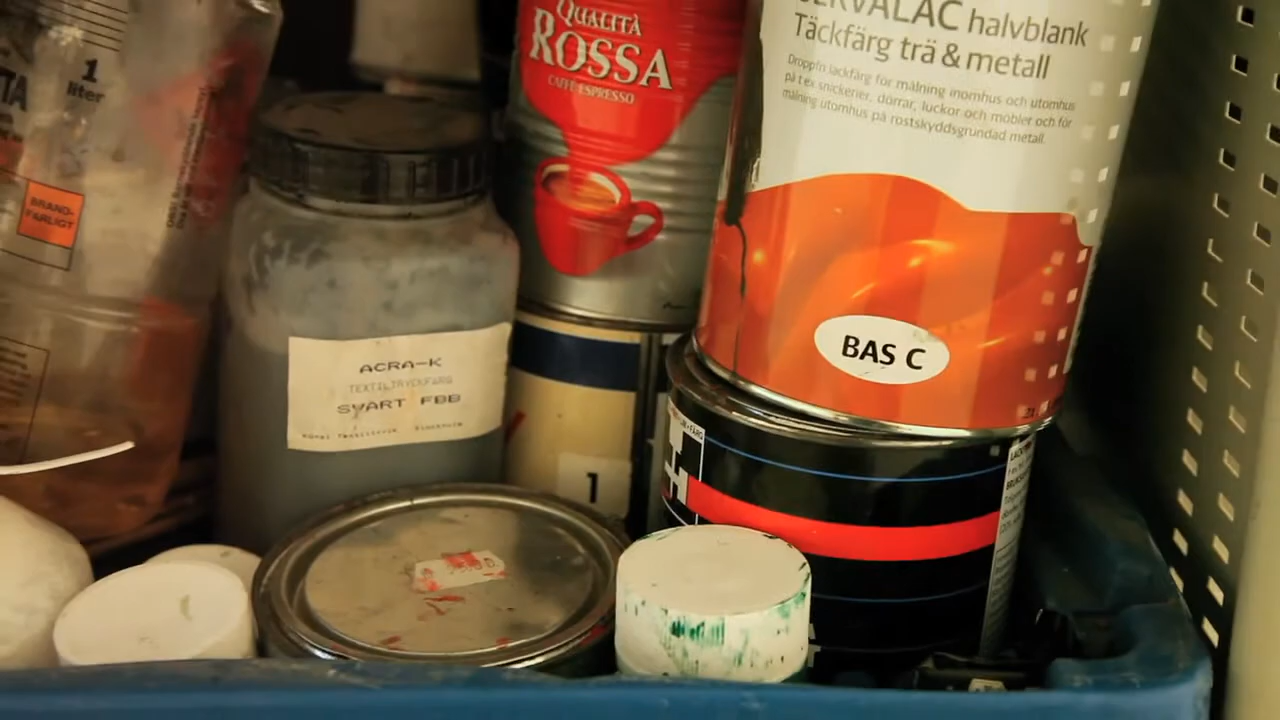 1
liter
BRAND-
FARLIGT
ACRA-K
SVART FBB
QUALITÀ
ROSSA
CAFFÈ ESPRESSO
1
SERVALAC halvblank
Täckfärg trä & metall
Droppfri lackfärg för målning inomhus och utomhus
på t ex snickerier, dörrar, luckor och möbler och för
målning utomhus på rostskyddsgrundad metall.
BAS C